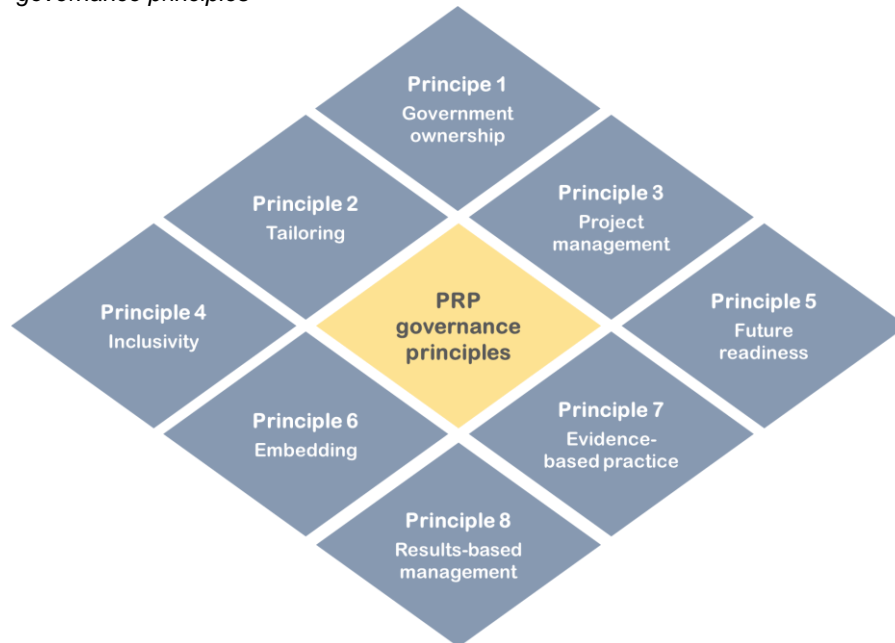 governance principles
Principe 1
Government
ownership
Principle 2
Tailoring
Principle 3
Project
management
Principle 4
Inclusivity
PRP
governance
principles
Principle 5
Future
readiness
Principle 6
Embedding
Principle 7
Evidence-
based practice
Principle 8
Results-based
management